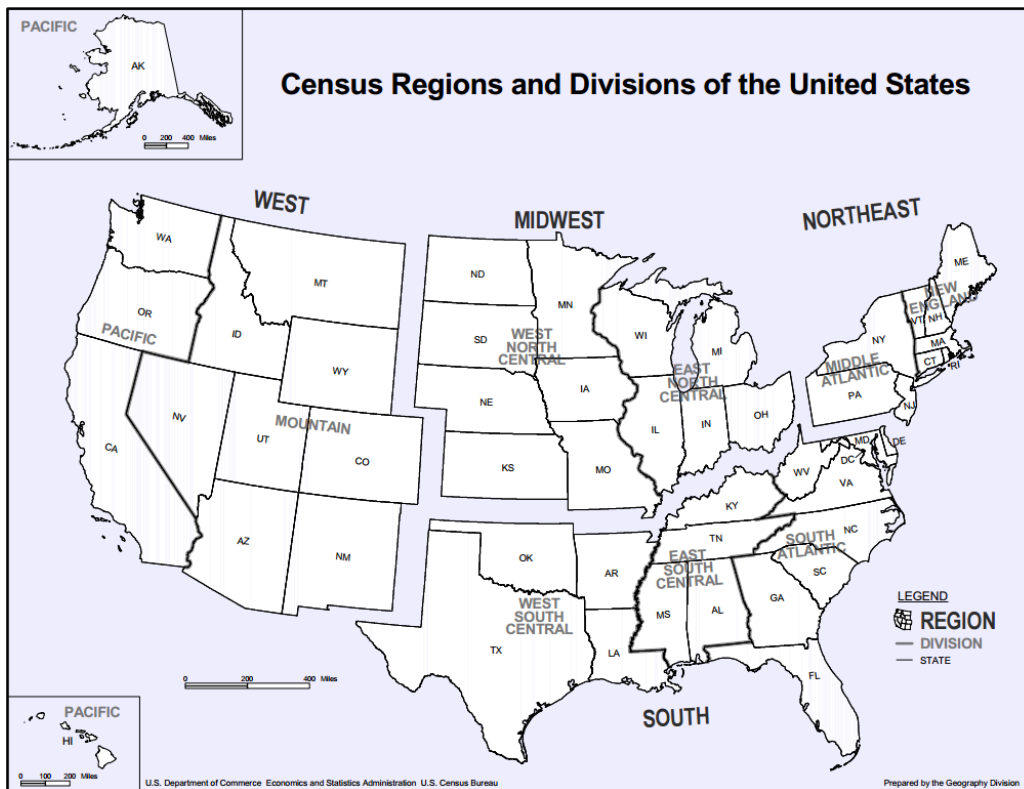 PACIFIC
AK
0 200 400 Miles
Census Regions and Divisions of the United States
WEST
MIDWEST
NORTHEAST
WA
MT
OR
ID
PACIFIC
WY
NV
MOUNTAIN
UT
CO
CA
AZ
NM
ND
MN
SD
WEST
NORTH
CENTRAL
IA
NE
KS
MO
WI
MI
EAST
NORTH
CENTRAL
IL
IN
OH
ME
NEW
ENGLAND
VT
NH
NY
MA
CT
RI
MIDDLE
ATLANTIC
PA
NJ
MD
DE
DC
WV
VA
KY
NC
TN
SOUTH
ATLANTIC
SC
EAST
SOUTH
CENTRAL
GA
MS
AL
FL
OK
AR
WEST
SOUTH
CENTRAL
TX
LA
SOUTH
LEGEND
REGION
DIVISION
STATE
0 200 400 Miles
PACIFIC
HI
0 100 200 Miles
U.S. Department of Commerce Economics and Statistics Administration U.S. Census Bureau
Prepared by the Geography Division